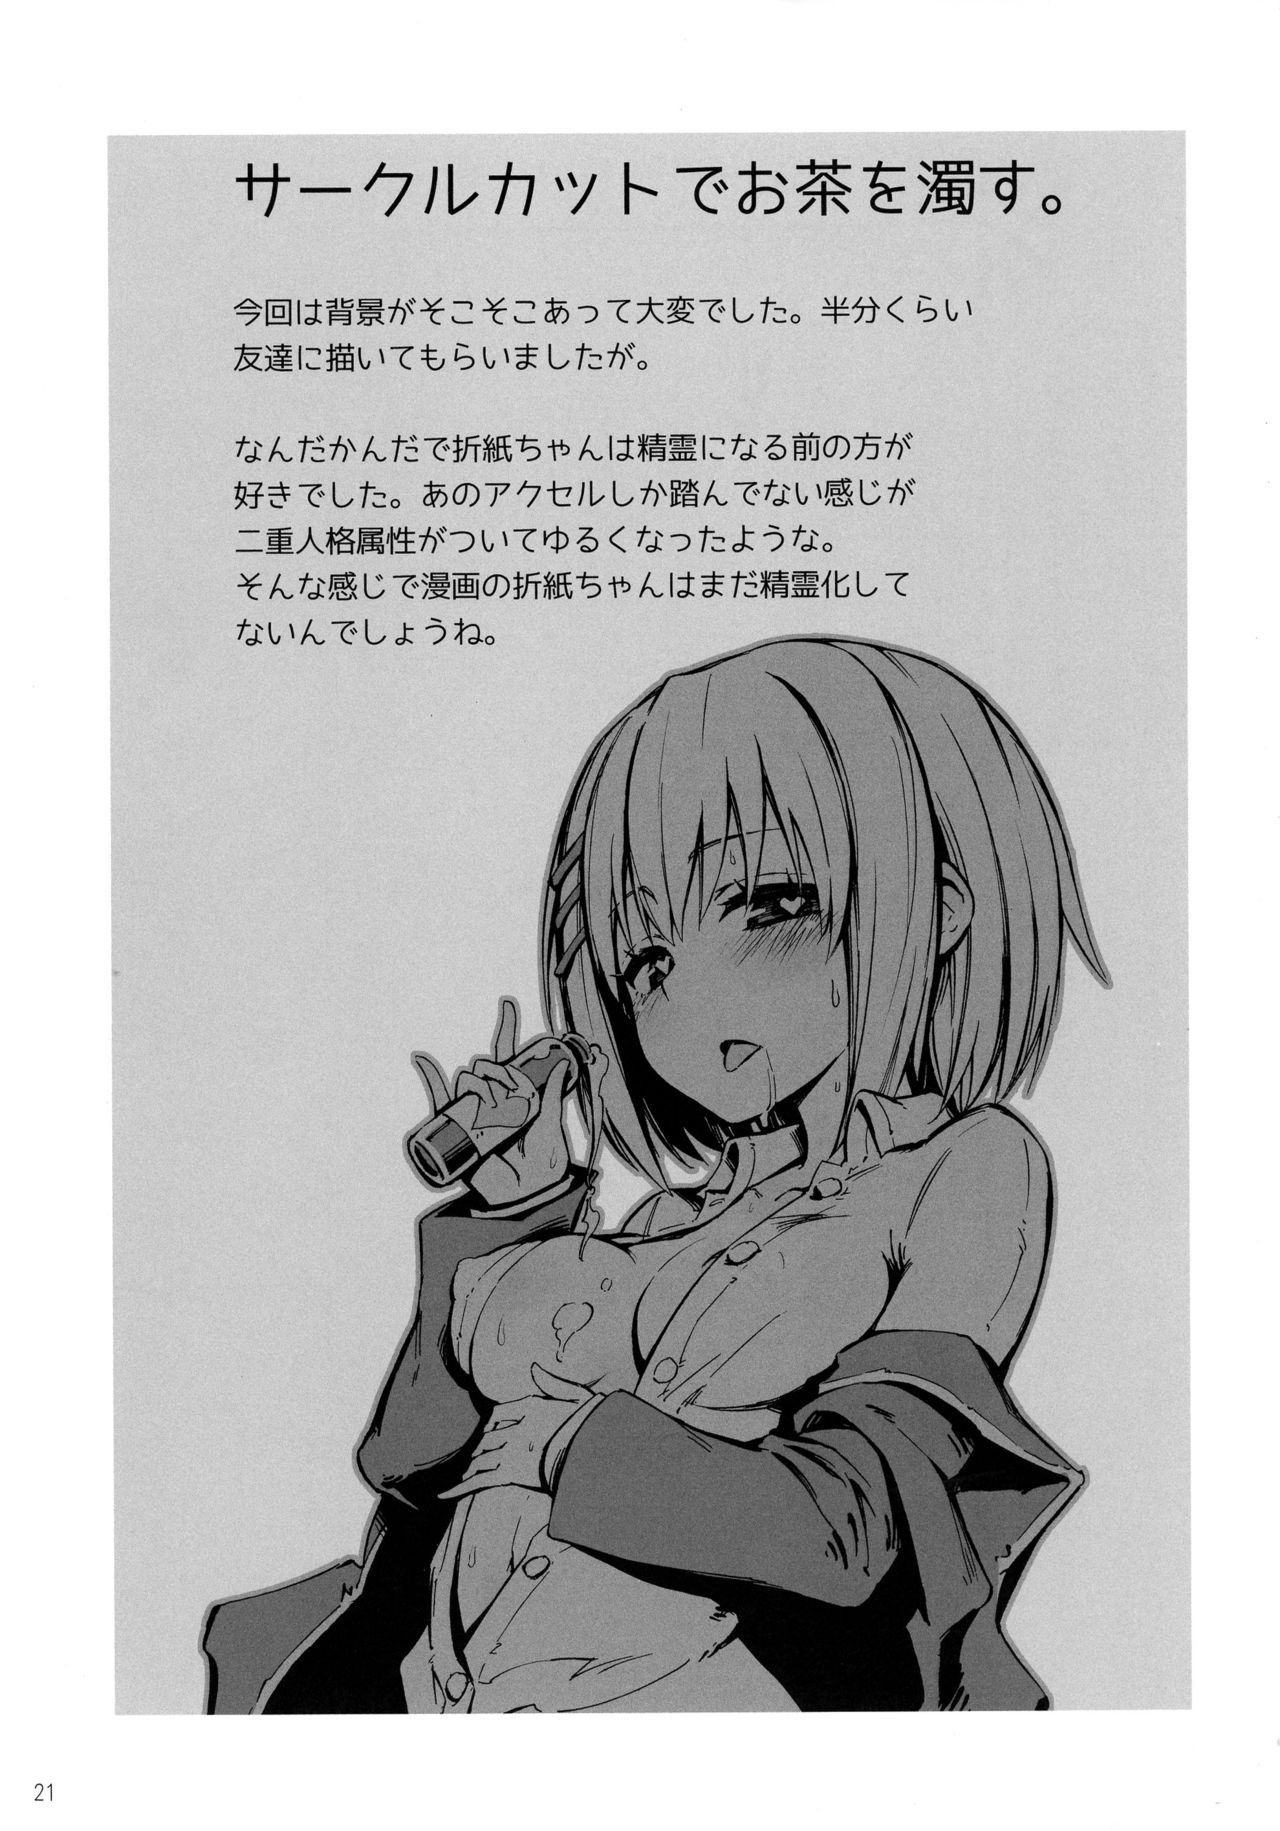 サークルカットでお茶を濁す。
今回は背景がそこそこあって大変でした。半分くらい
友達に描いてもらいましたが。
なんだかんだで折紙ちゃんは精霊になる前の方が
好きでした。あのアクセルしか踏んでない感じが
二重人格属性がついてゆるくなったような。
そんな感じで漫画の折紙ちゃんはまだ精霊化して
ないんでしょうね。
21